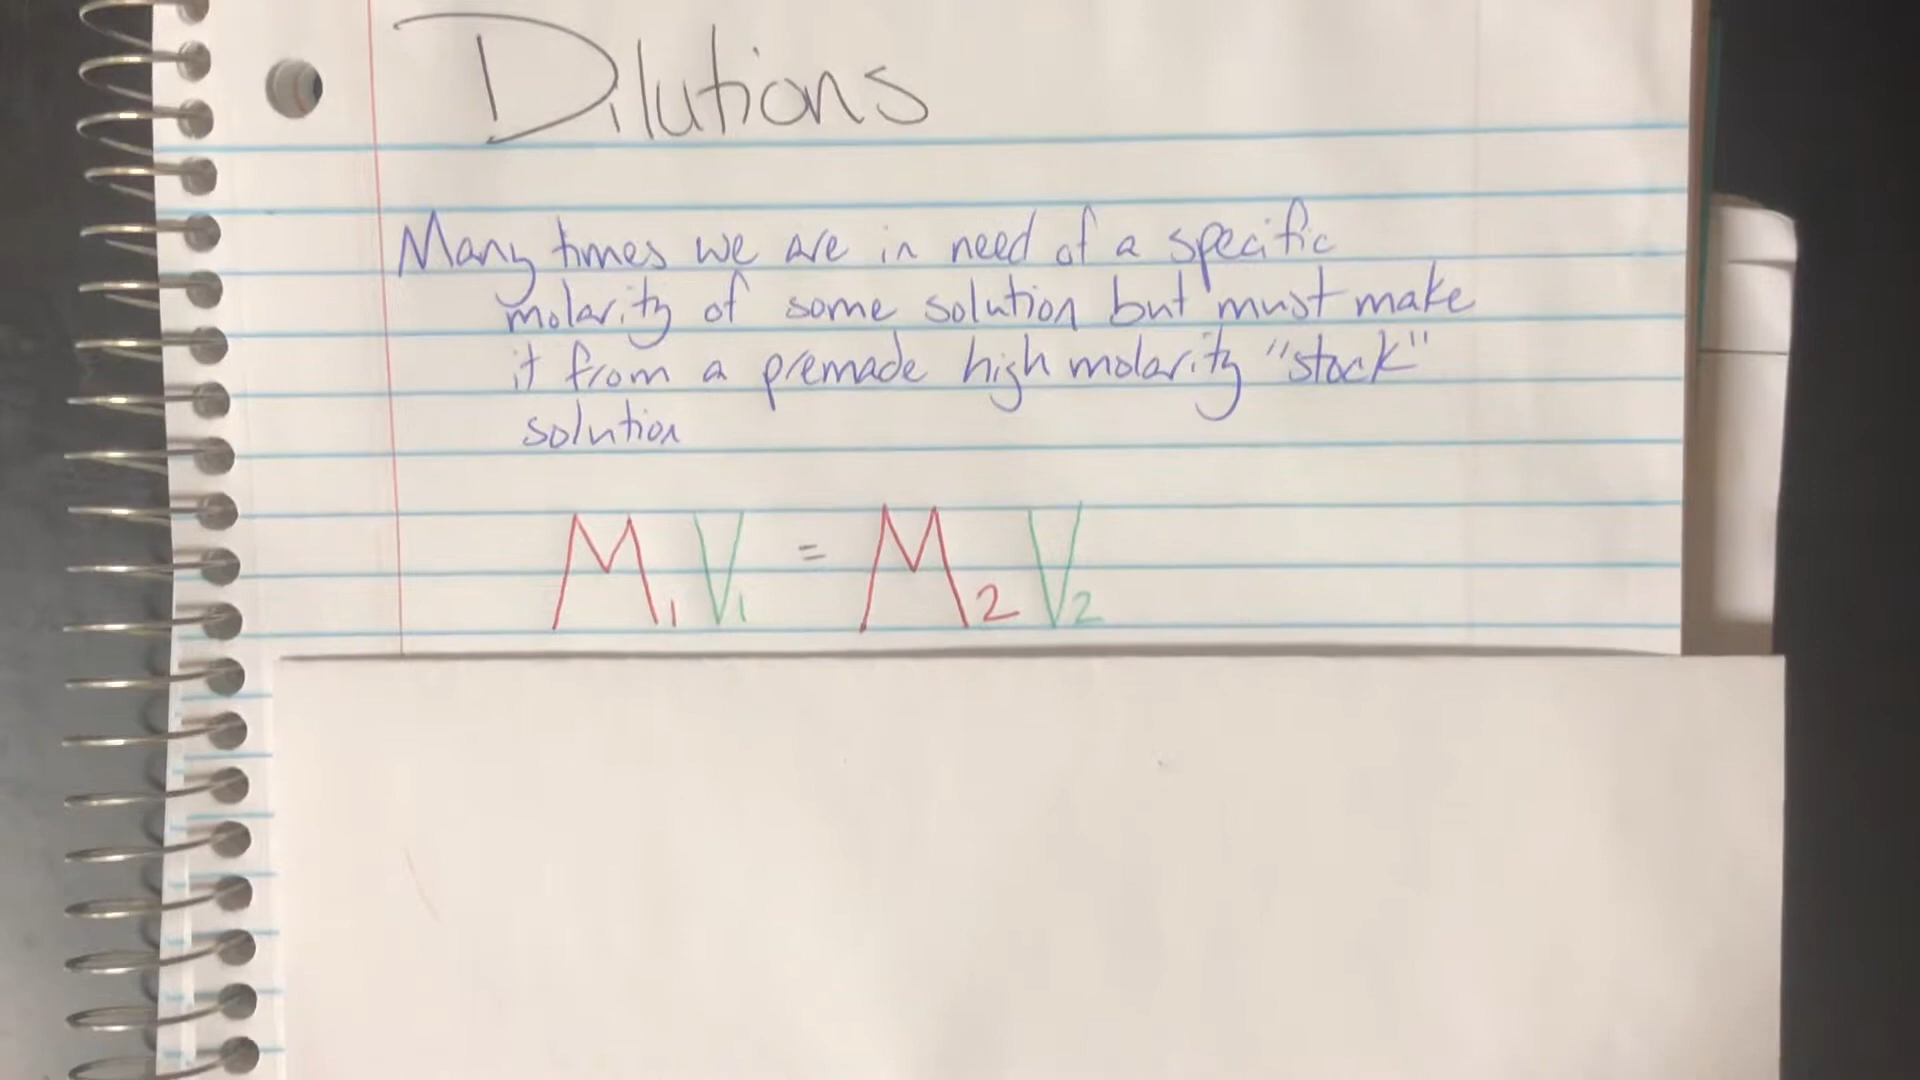 Dilutions
Many times we are in need of a specific
molarity of some solution but must make
it from a premade high molarity "stock"
solution
M₁V₁ = M₂V₂